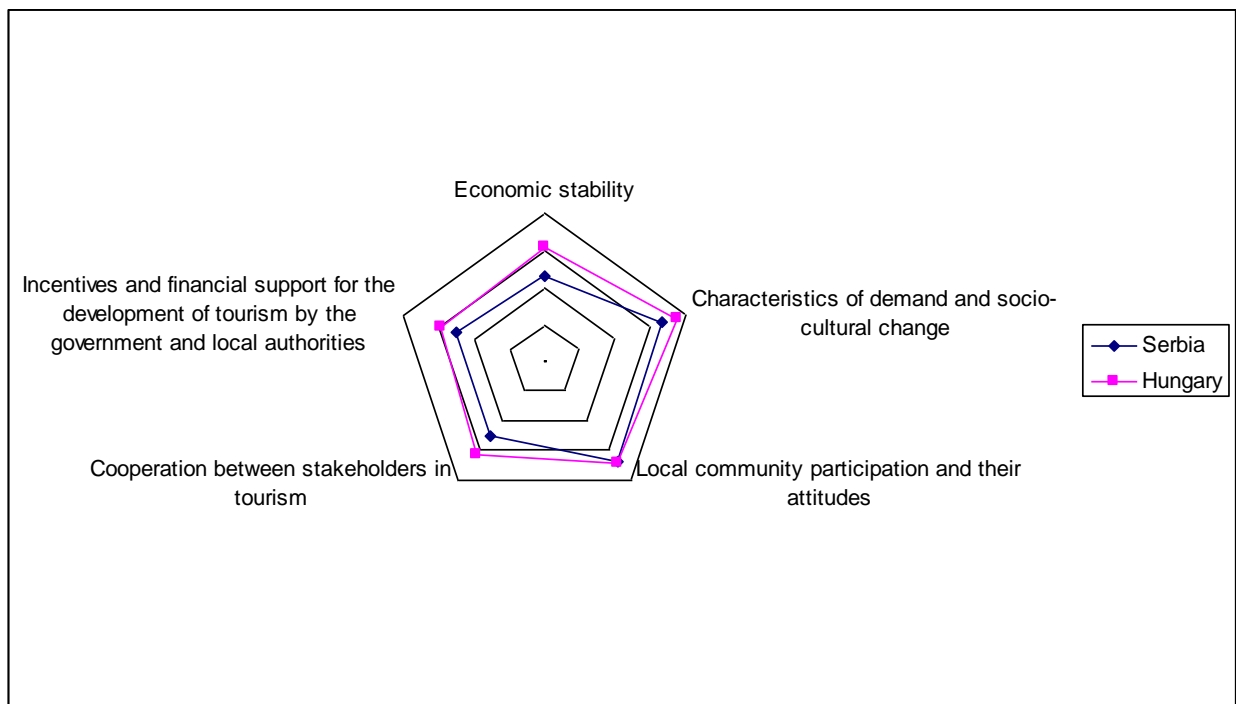 Economic stability
Incentives and financial support for the
development of tourism by the
government and local authorities
Characteristics of demand and socio-
cultural change
Serbia
Hungary
Cooperation between stakeholders in
tourism
Local community participation and their
attitudes